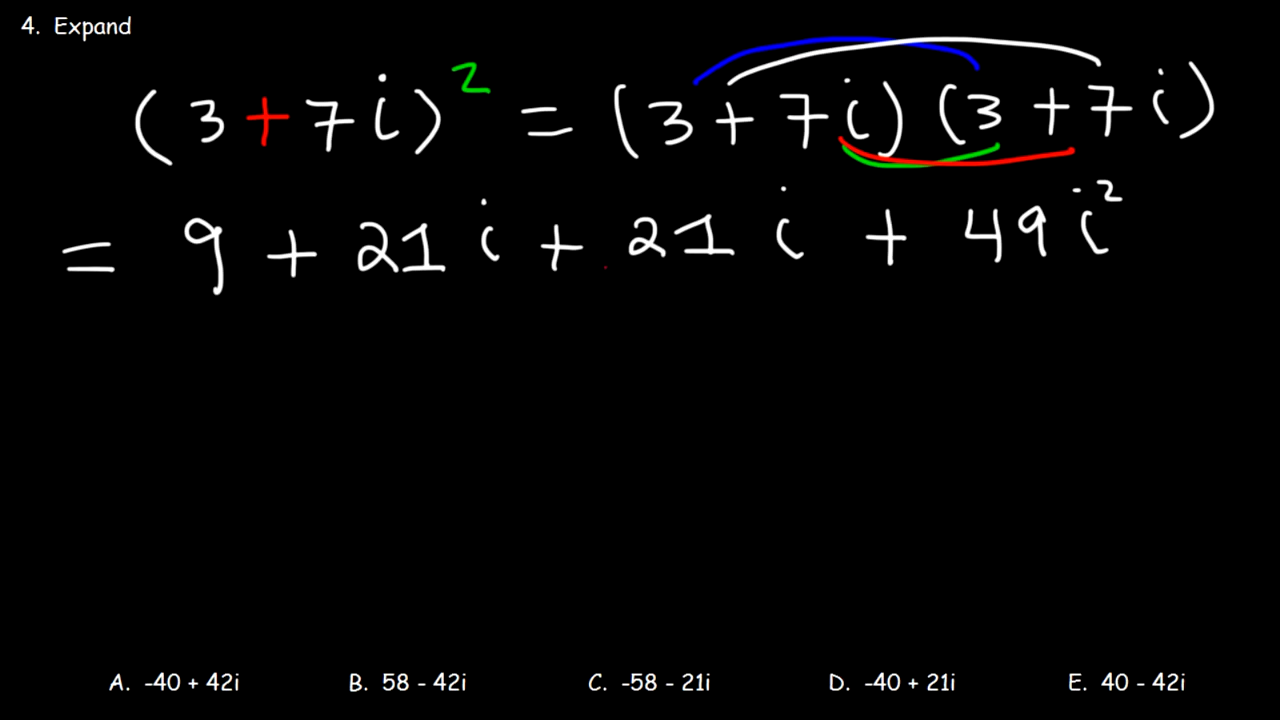 4. Expand
(3+7i)² = (3+7i)(3+7i)
= 9 + 21i + 21i + 49i²
A. -40 + 42i B. 58 - 42i C. -58 - 21i D. -40 + 21i E. 40 - 42i